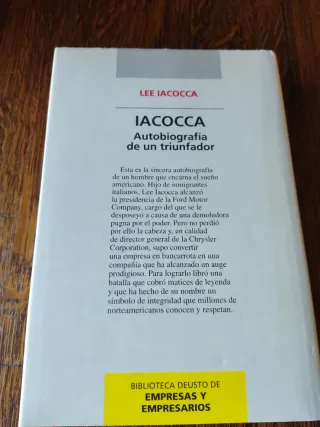 LEE IACOCCA
IACOCCA
Autobiografía
de un triunfador
Ésta es la sincera autobiografía
de un hombre que encarna el sueño
americano. Hijo de inmigrantes
italianos, Lee Iacocca alcanzó
la presidencia de la Ford Motor
Company, cargo del que se le
desposeyó a causa de una demoledora
pugna por el poder. Pero no perdió
por ello la cabeza y, en calidad
de director general de la Chrysler
Corporation, supo convertir
una empresa en bancarrota en una
compañía que ha alcanzado un auge
prodigioso. Para lograrlo libró una
batalla que cobró matices de leyenda
y que ha hecho de su nombre un
símbolo de integridad que millones de
norteamericanos conocen y respetan.
BIBLIOTECA DEUSTO DE
EMPRESAS Y
EMPRESARIOS